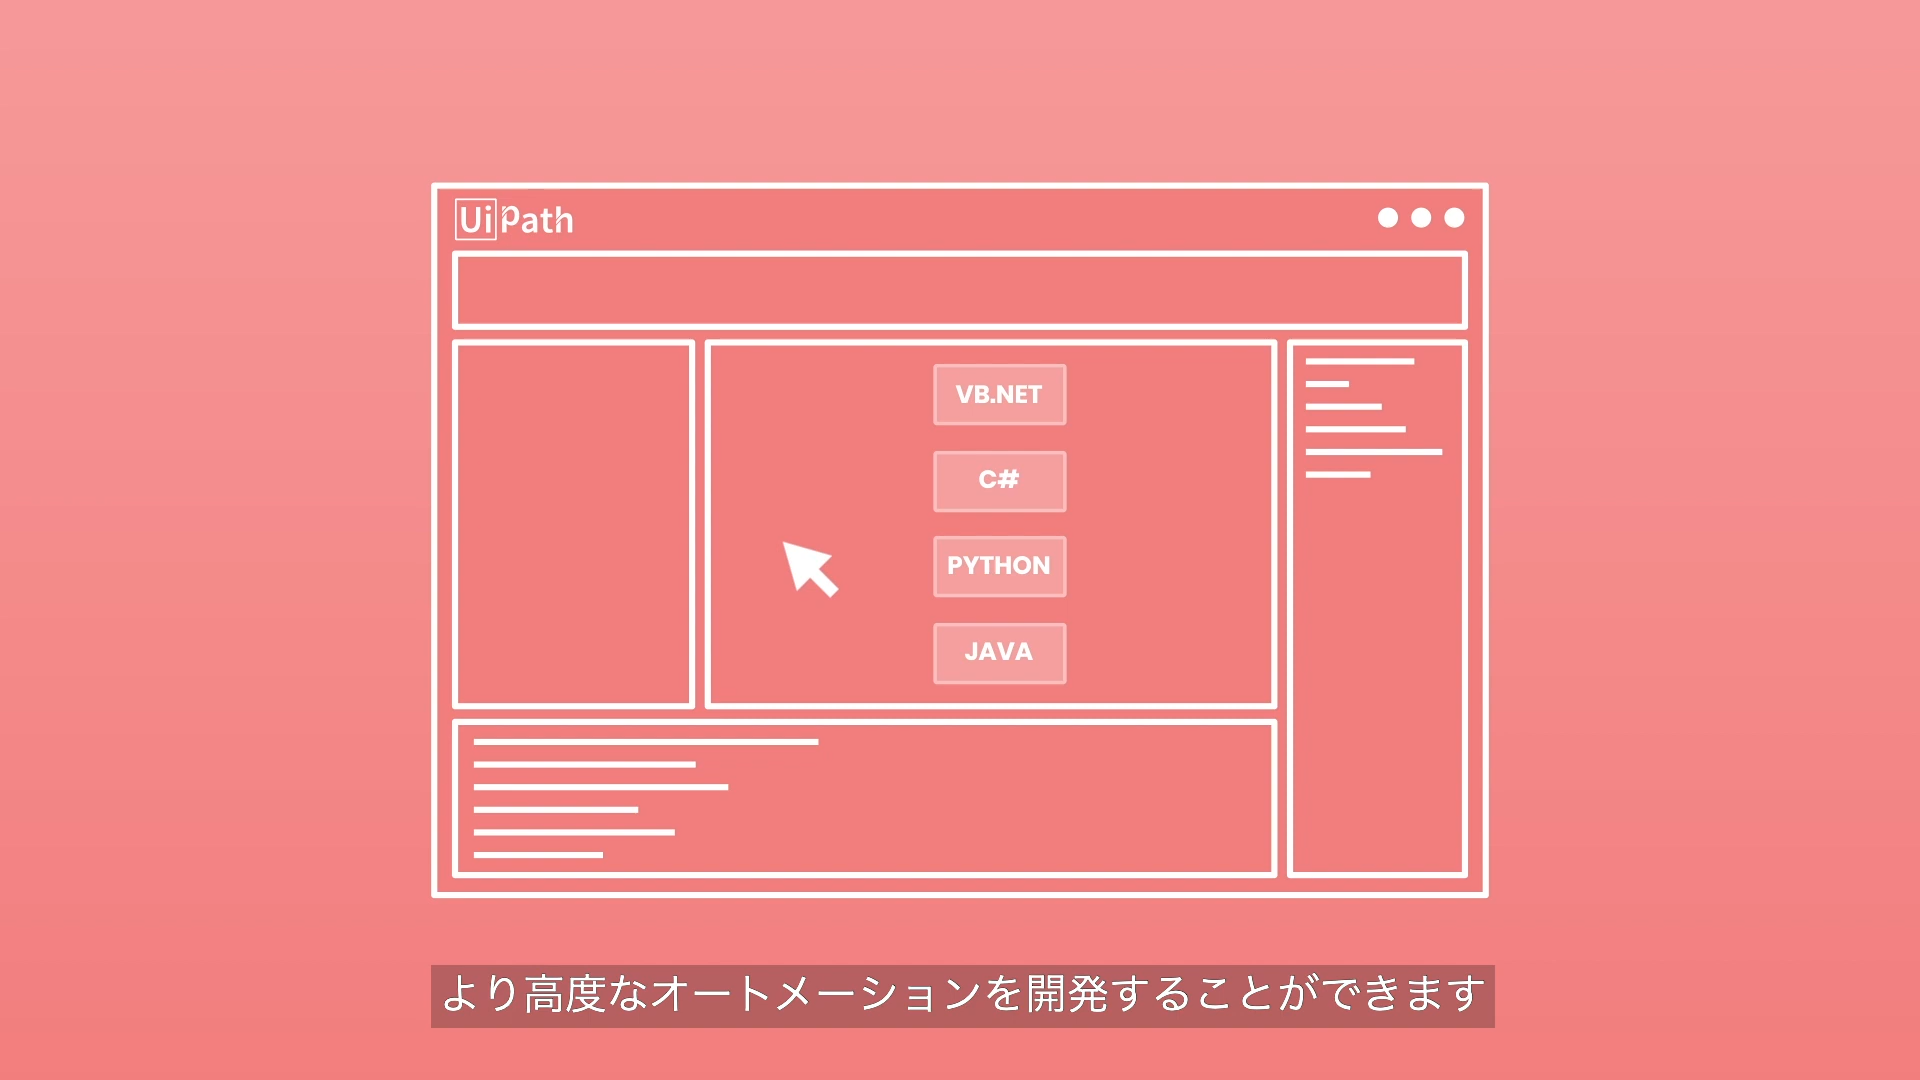 UiPath
VB.NET
C#
PYTHON
JAVA
より高度なオートメーションを開発することができます